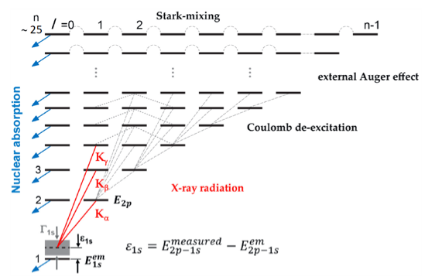 Stark-mixing
n
l =0 1 2 n-1
~ 25
external Auger effect
Coulomb de-excitation
Nuclear absorption
Kγ
3
Kβ
X-ray radiation
2
E2p
Kα
Γ1s
ε1s
1
E1s^em
ε1s = E2p−1s^measured − E2p−1s^em